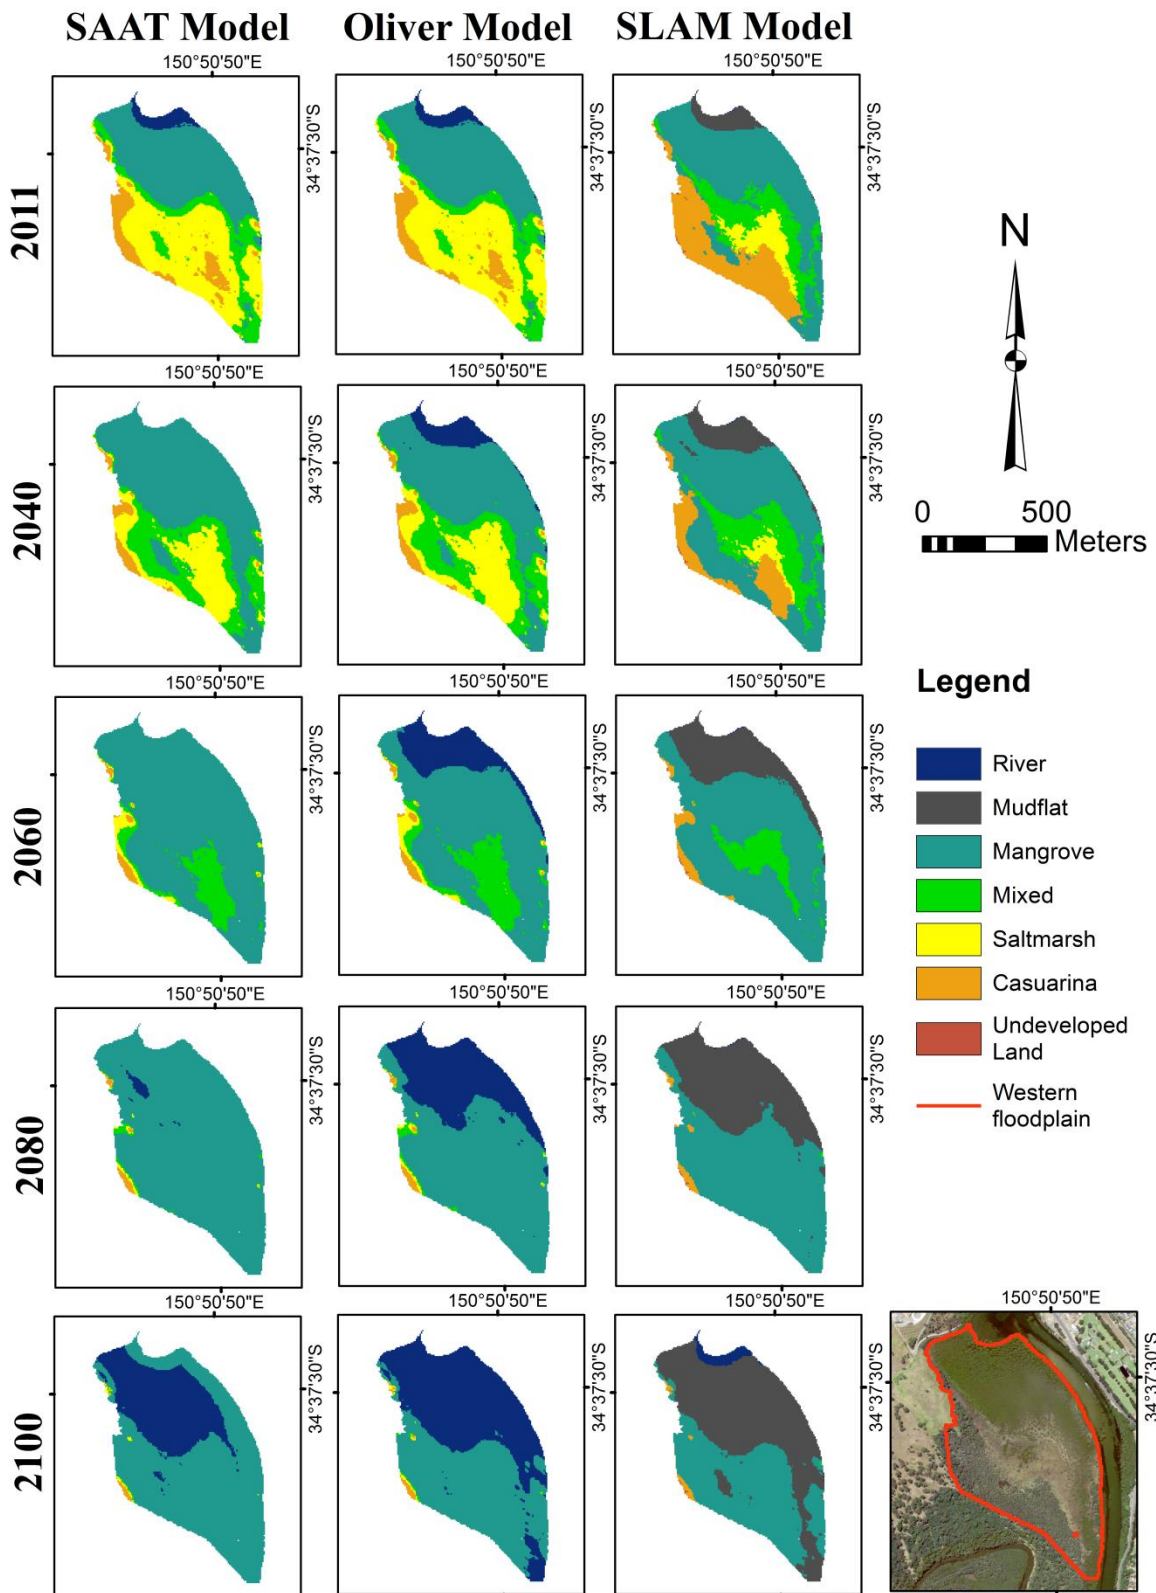 SAAT Model Oliver Model SLAM Model
150°50'50"E 150°50'50"E 150°50'50"E
2011
34°37'30"S 34°37'30"S 34°37'30"S
N
0 500
Meters
150°50'50"E 150°50'50"E 150°50'50"E
2040
34°37'30"S 34°37'30"S 34°37'30"S
150°50'50"E 150°50'50"E 150°50'50"E
2060
34°37'30"S 34°37'30"S 34°37'30"S
Legend
River
Mudflat
Mangrove
Mixed
Saltmarsh
Casuarina
Undeveloped
Land
Western
floodplain
150°50'50"E 150°50'50"E 150°50'50"E
2080
34°37'30"S 34°37'30"S 34°37'30"S
150°50'50"E 150°50'50"E 150°50'50"E
2100
34°37'30"S 34°37'30"S 34°37'30"S
150°50'50"E
34°37'30"S